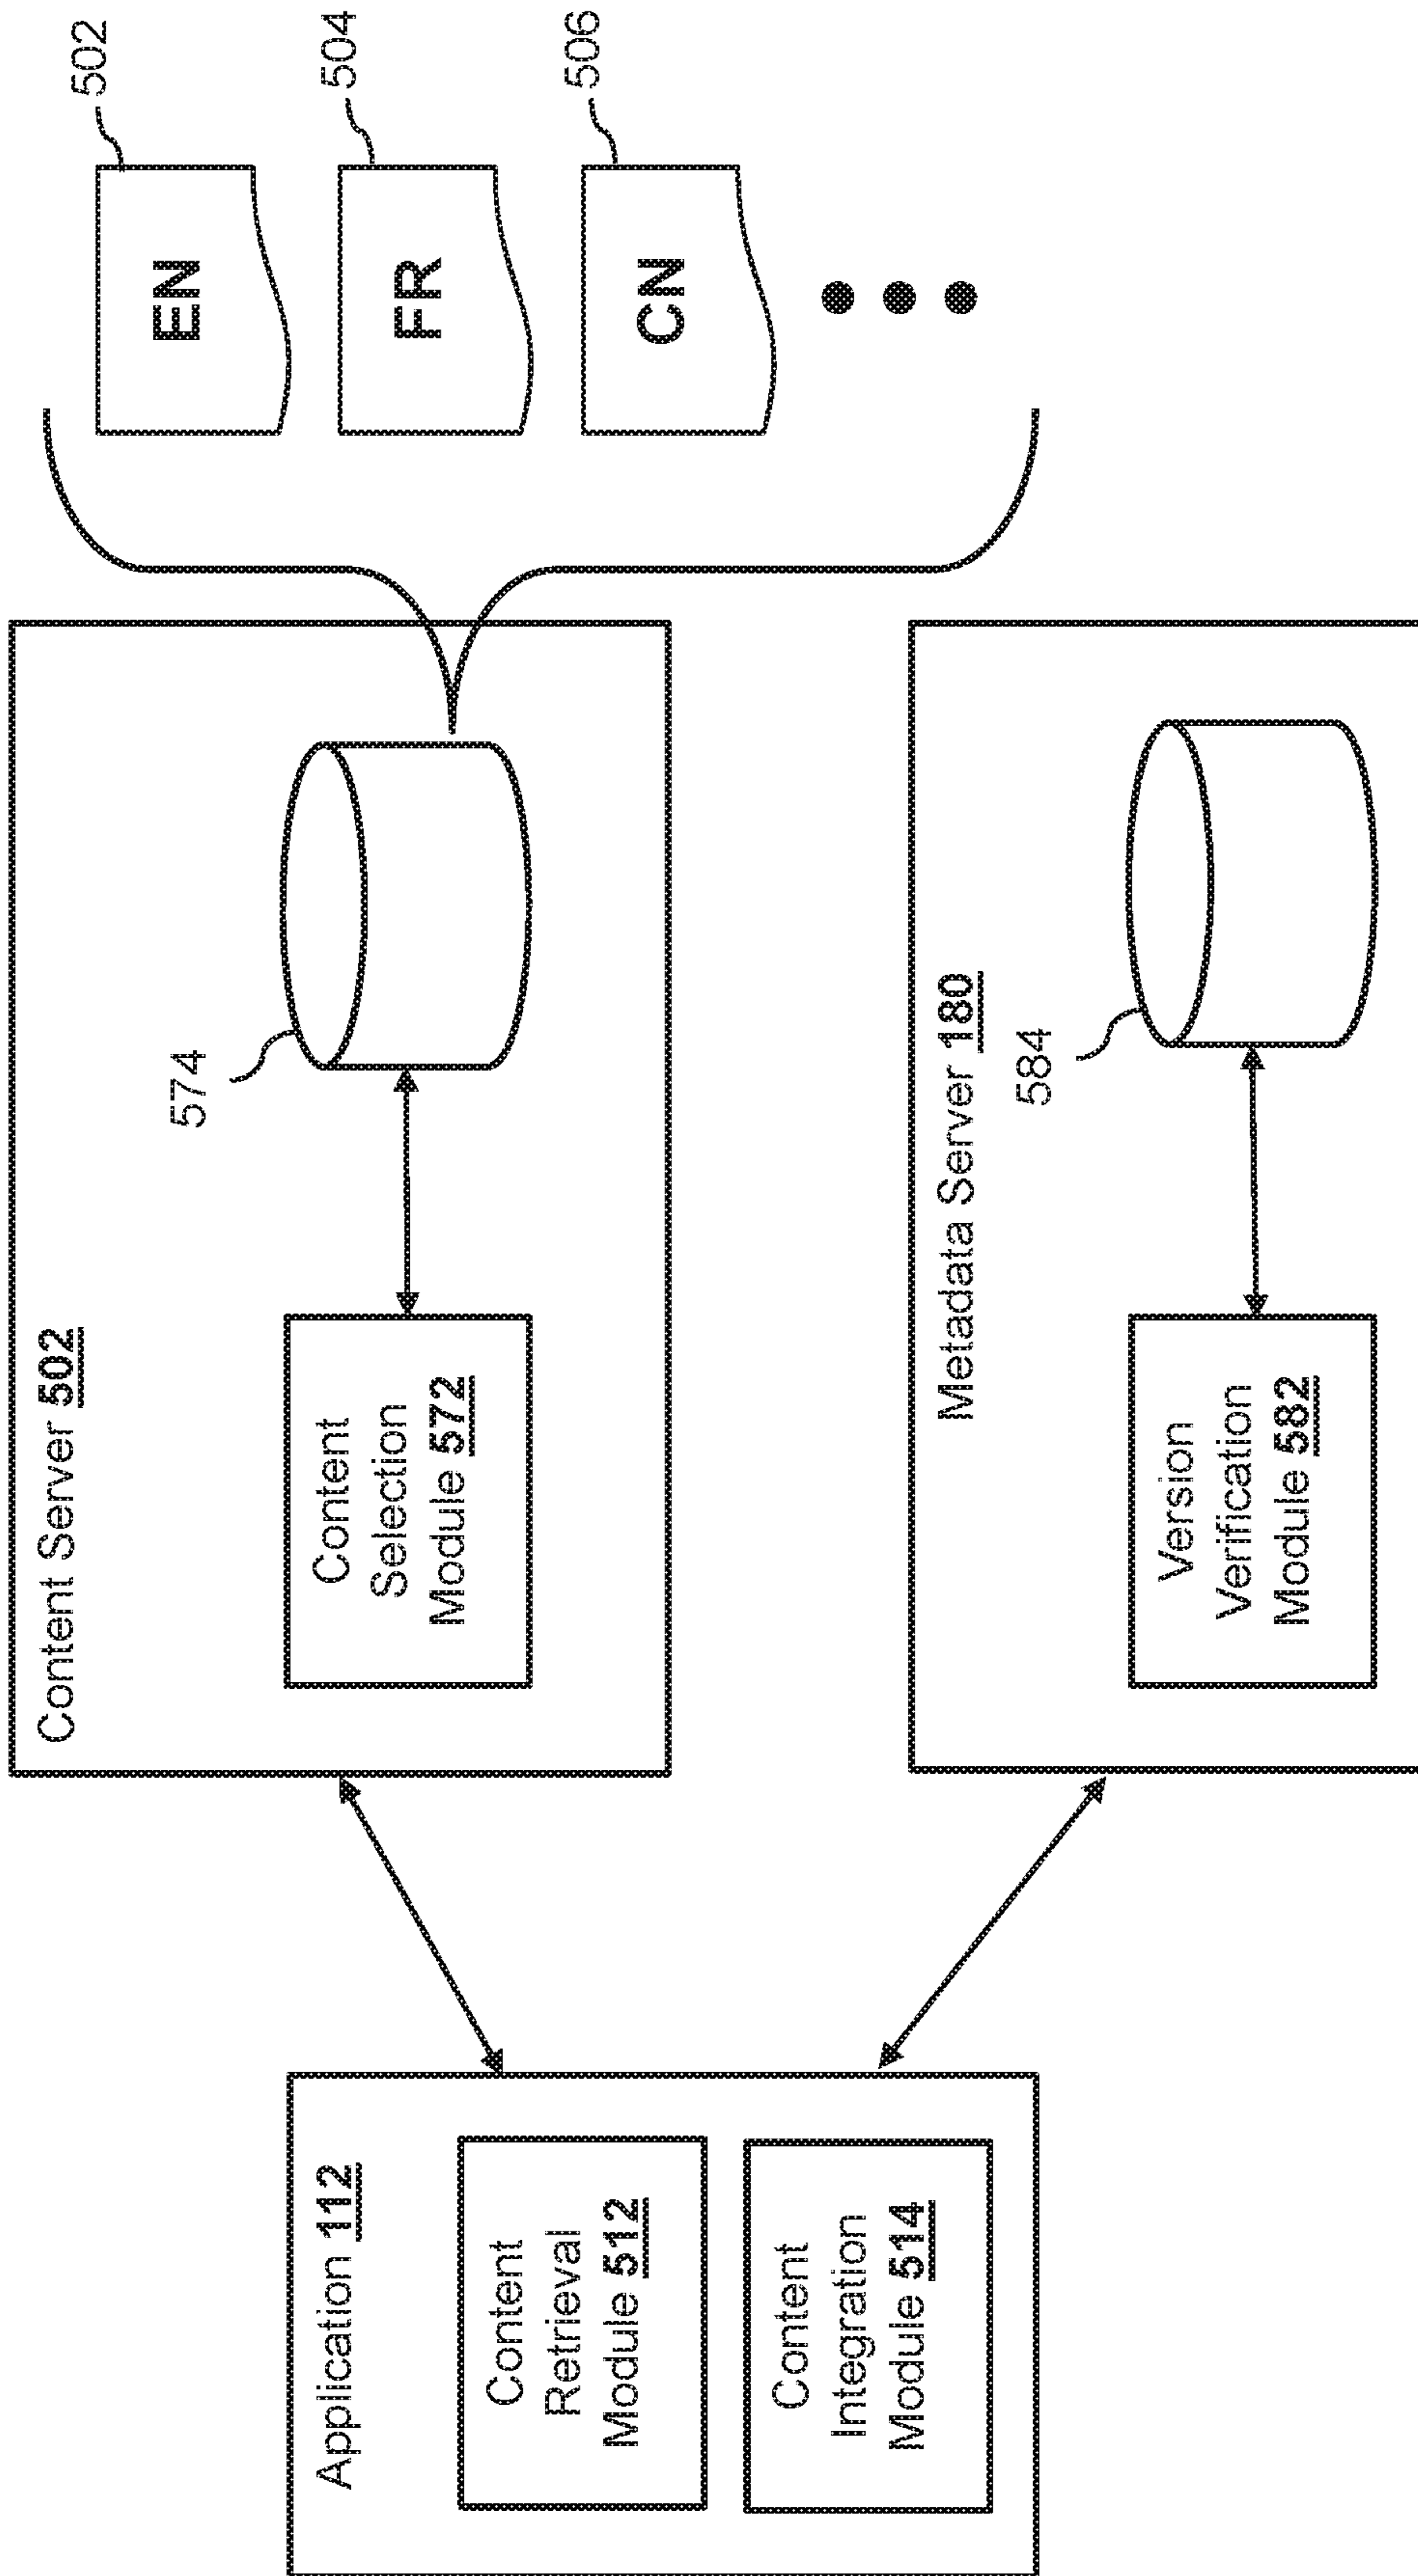 Application 112
Content
Retrieval
Module 512
Content
Integration
Module 514
Content Server 502
Content
Selection
Module 572
574
Metadata Server 180
Version
Verification
Module 582
584
EN
502
FR
504
CN
506